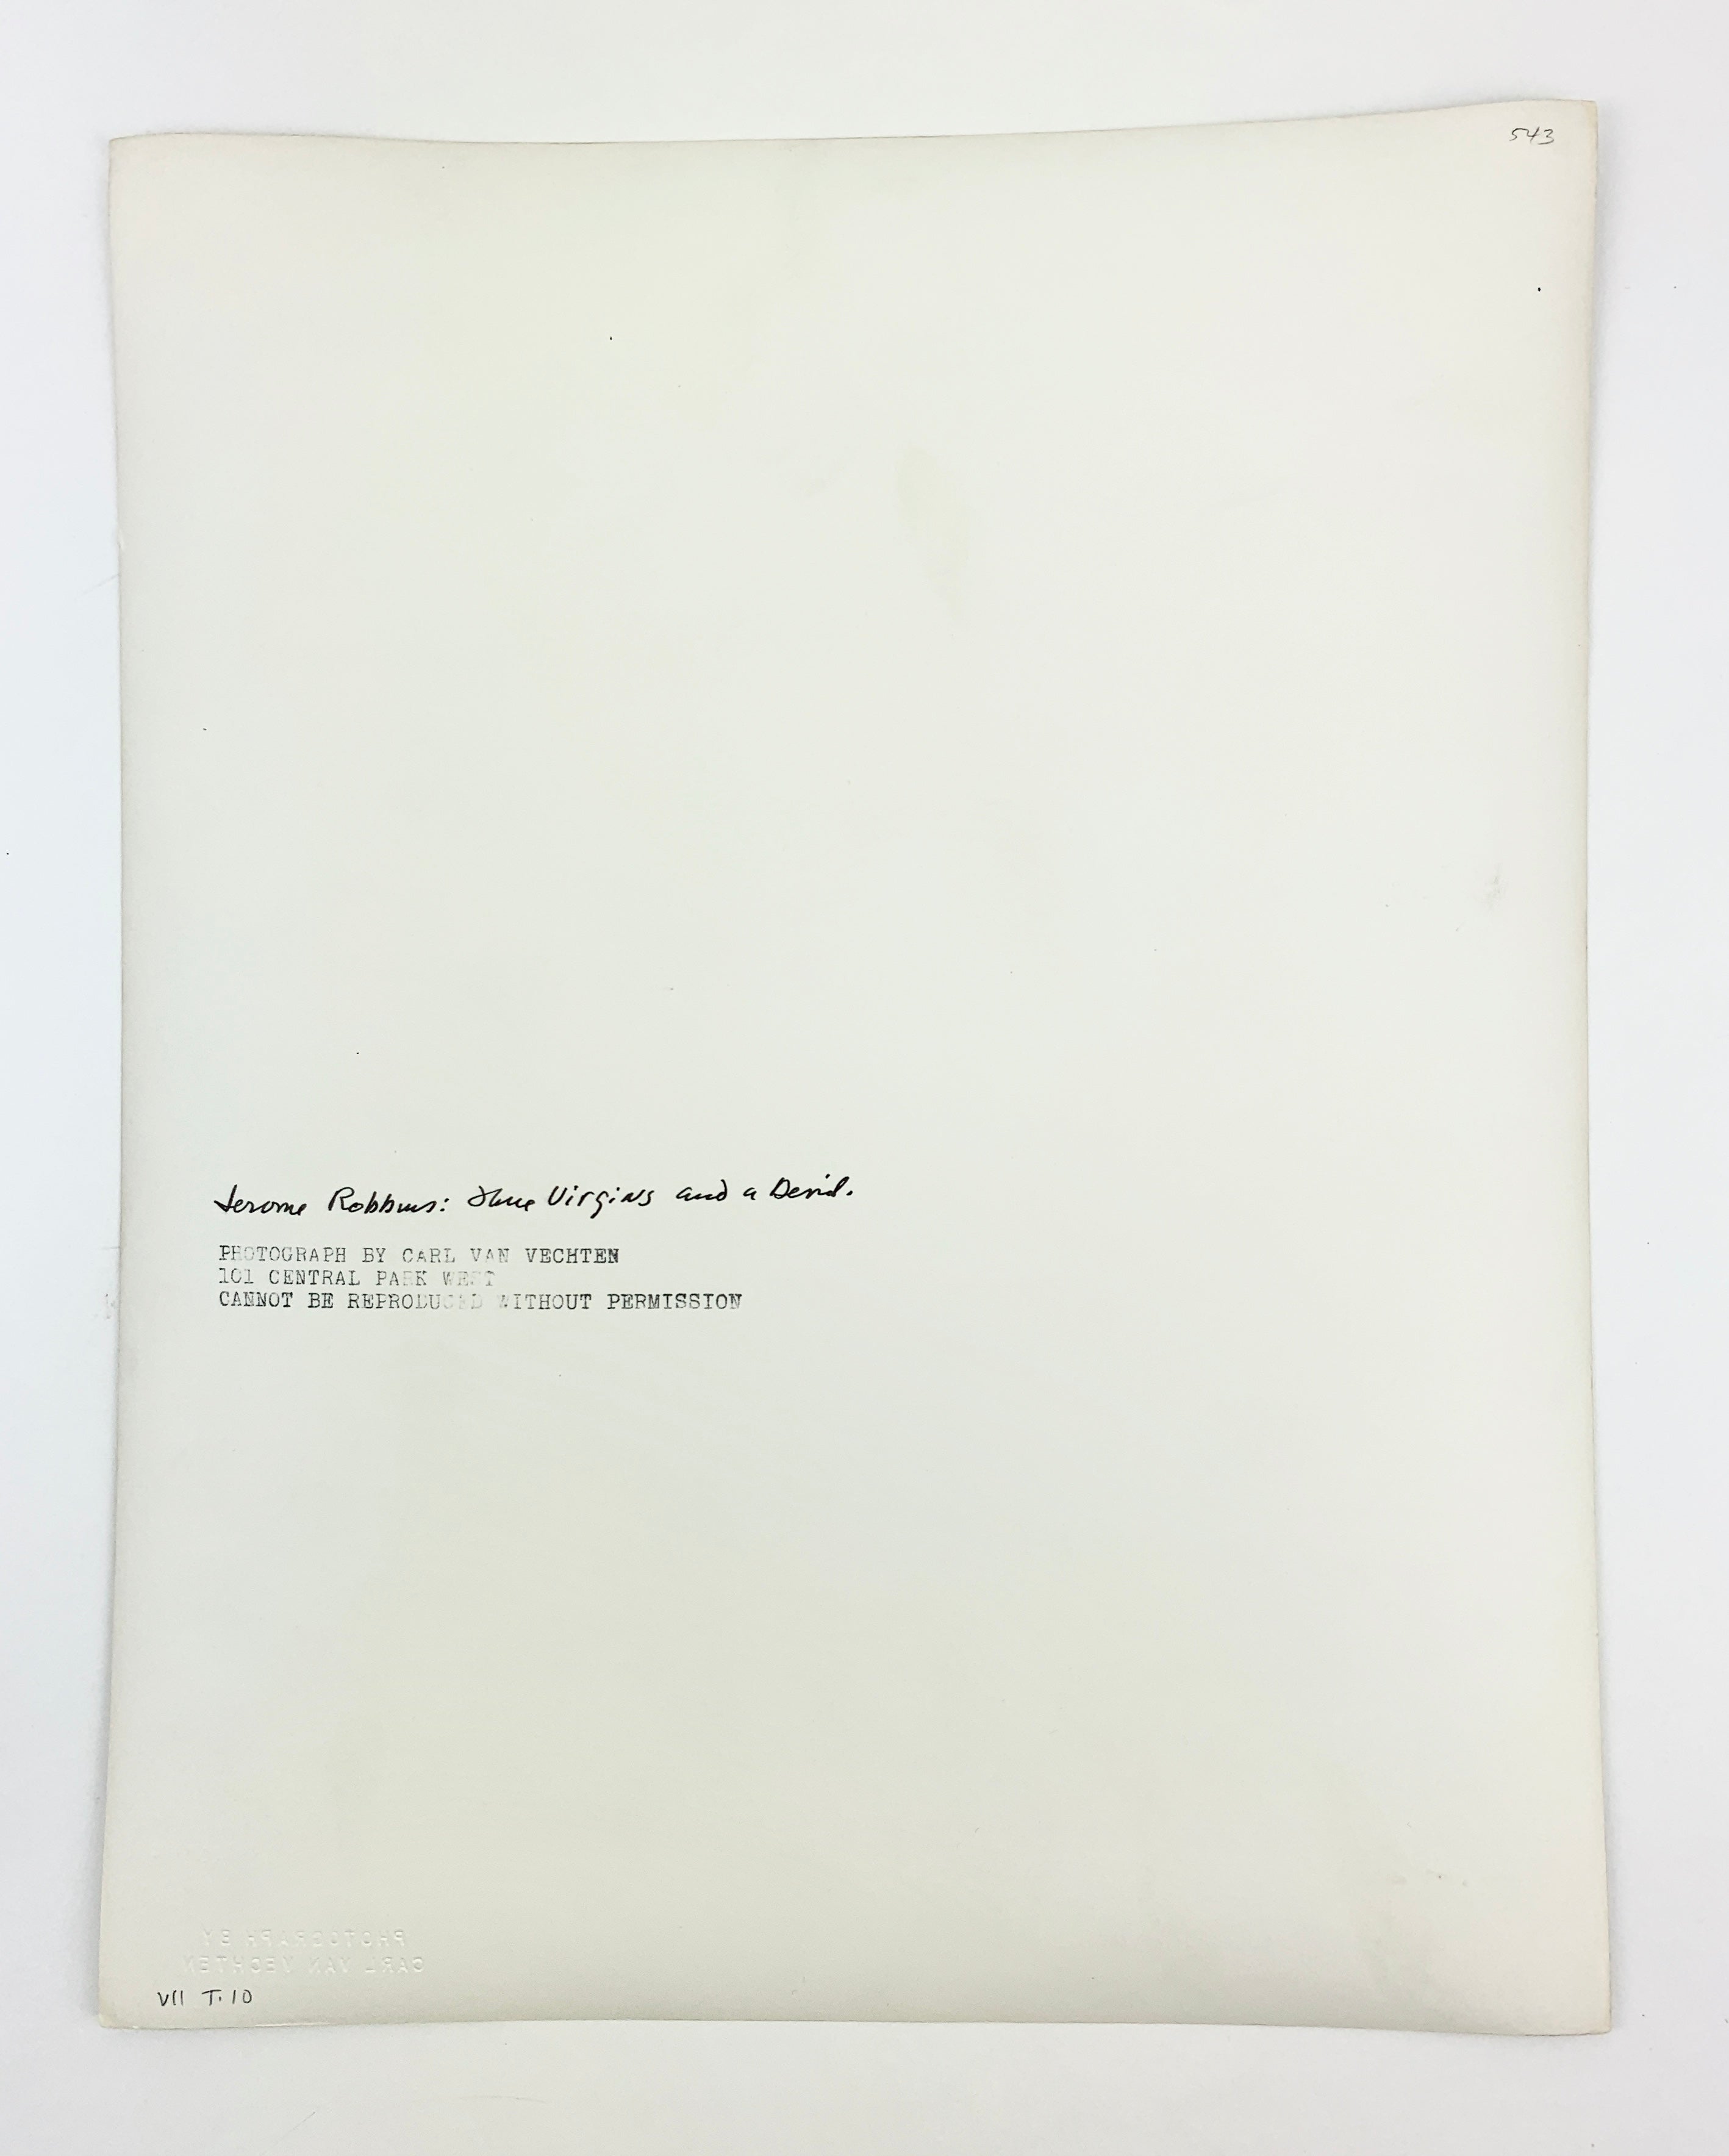 543
Jerome Robbins: Three Virgins and a Devil.
PHOTOGRAPH BY CARL VAN VECHTEN
101 CENTRAL PARK WEST
CANNOT BE REPRODUCED WITHOUT PERMISSION
PHOTOGRAPH BY
CARL VAN VECHTEN
VII T.10